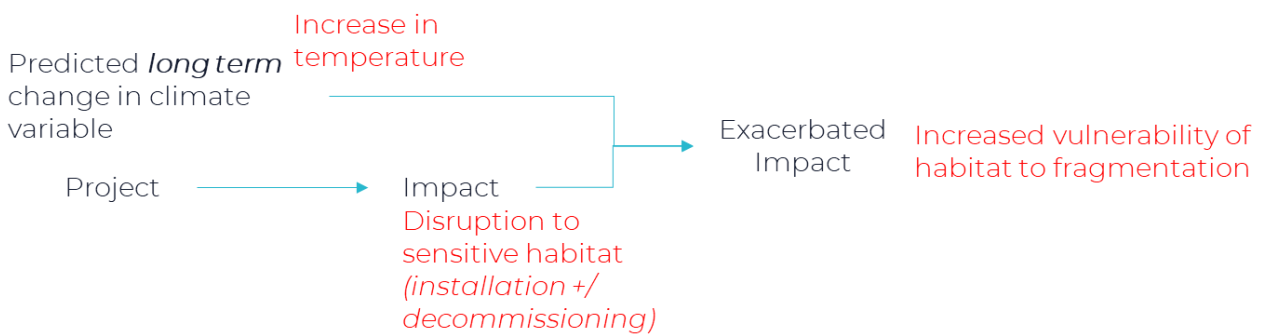 Increase in
temperature
Predicted long term
change in climate
variable
Exacerbated
Impact
Increased vulnerability of
habitat to fragmentation
Project
Impact
Disruption to
sensitive habitat
(installation +/
decommissioning)